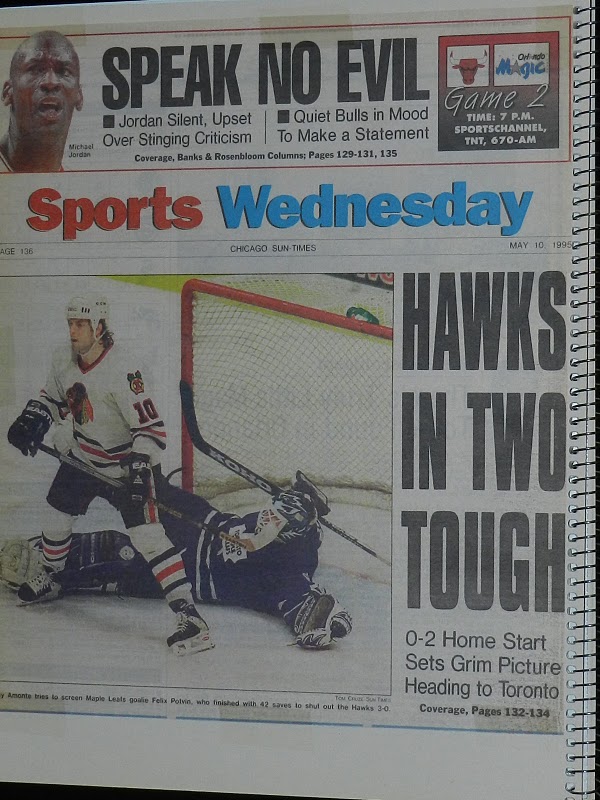 SPEAK NO EVIL
■ Jordan Silent, Upset
Over Stinging Criticism
■ Quiet Bulls in Mood
To Make a Statement
Coverage, Banks & Rosenbloom Columns; Pages 129-131, 135
Michael
Jordan
Orlando
MAGIC
Game 2
TIME: 7 P.M.
SPORTSCHANNEL,
TNT, 670-AM
Sports Wednesday
AGE 136
CHICAGO SUN-TIMES
MAY 10, 1995
HAWKS
IN TWO
TOUGH
10
KOHO
0-2 Home Start
Sets Grim Picture
Heading to Toronto
Coverage, Pages 132-134
y Amonte tries to screen Maple Leafs goalie Felix Potvin, who finished with 42 saves to shut out the Hawks 3-0.